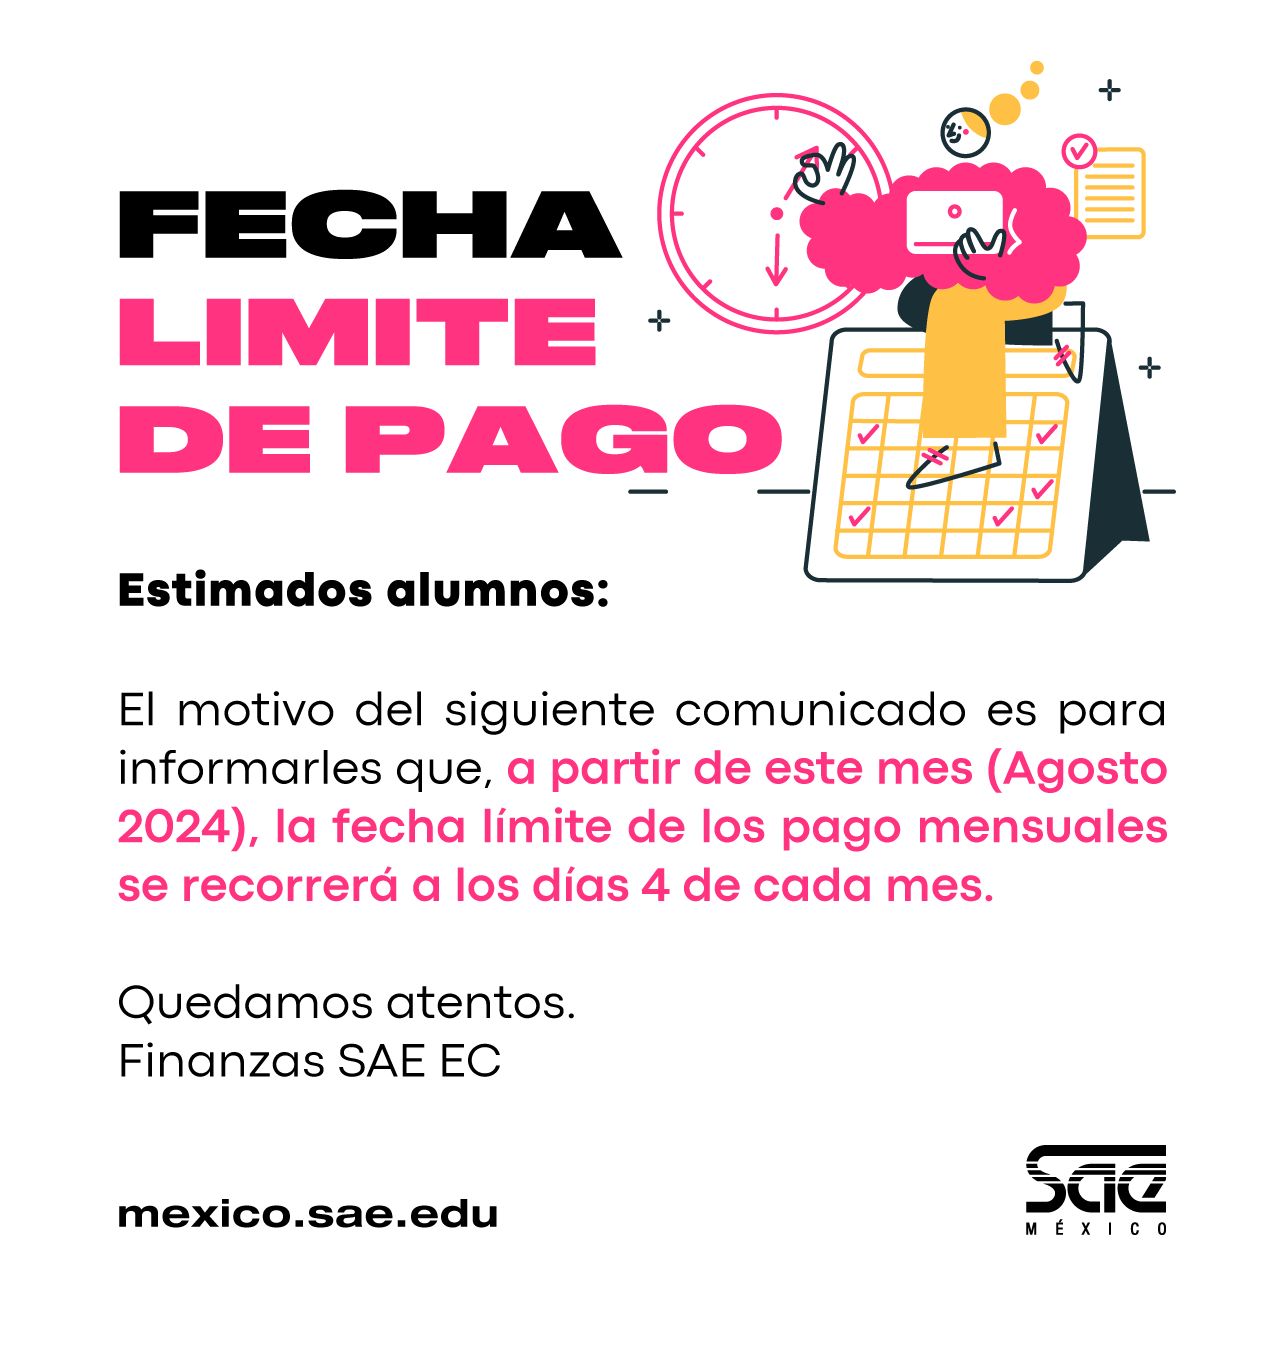 FECHA
LIMITE
DE PAGO
Estimados alumnos:
El motivo del siguiente comunicado es para
informarles que, a partir de este mes (Agosto
2024), la fecha límite de los pago mensuales
se recorrerá a los días 4 de cada mes.
Quedamos atentos.
Finanzas SAE EC
mexico.sae.edu
sae
MÉXICO